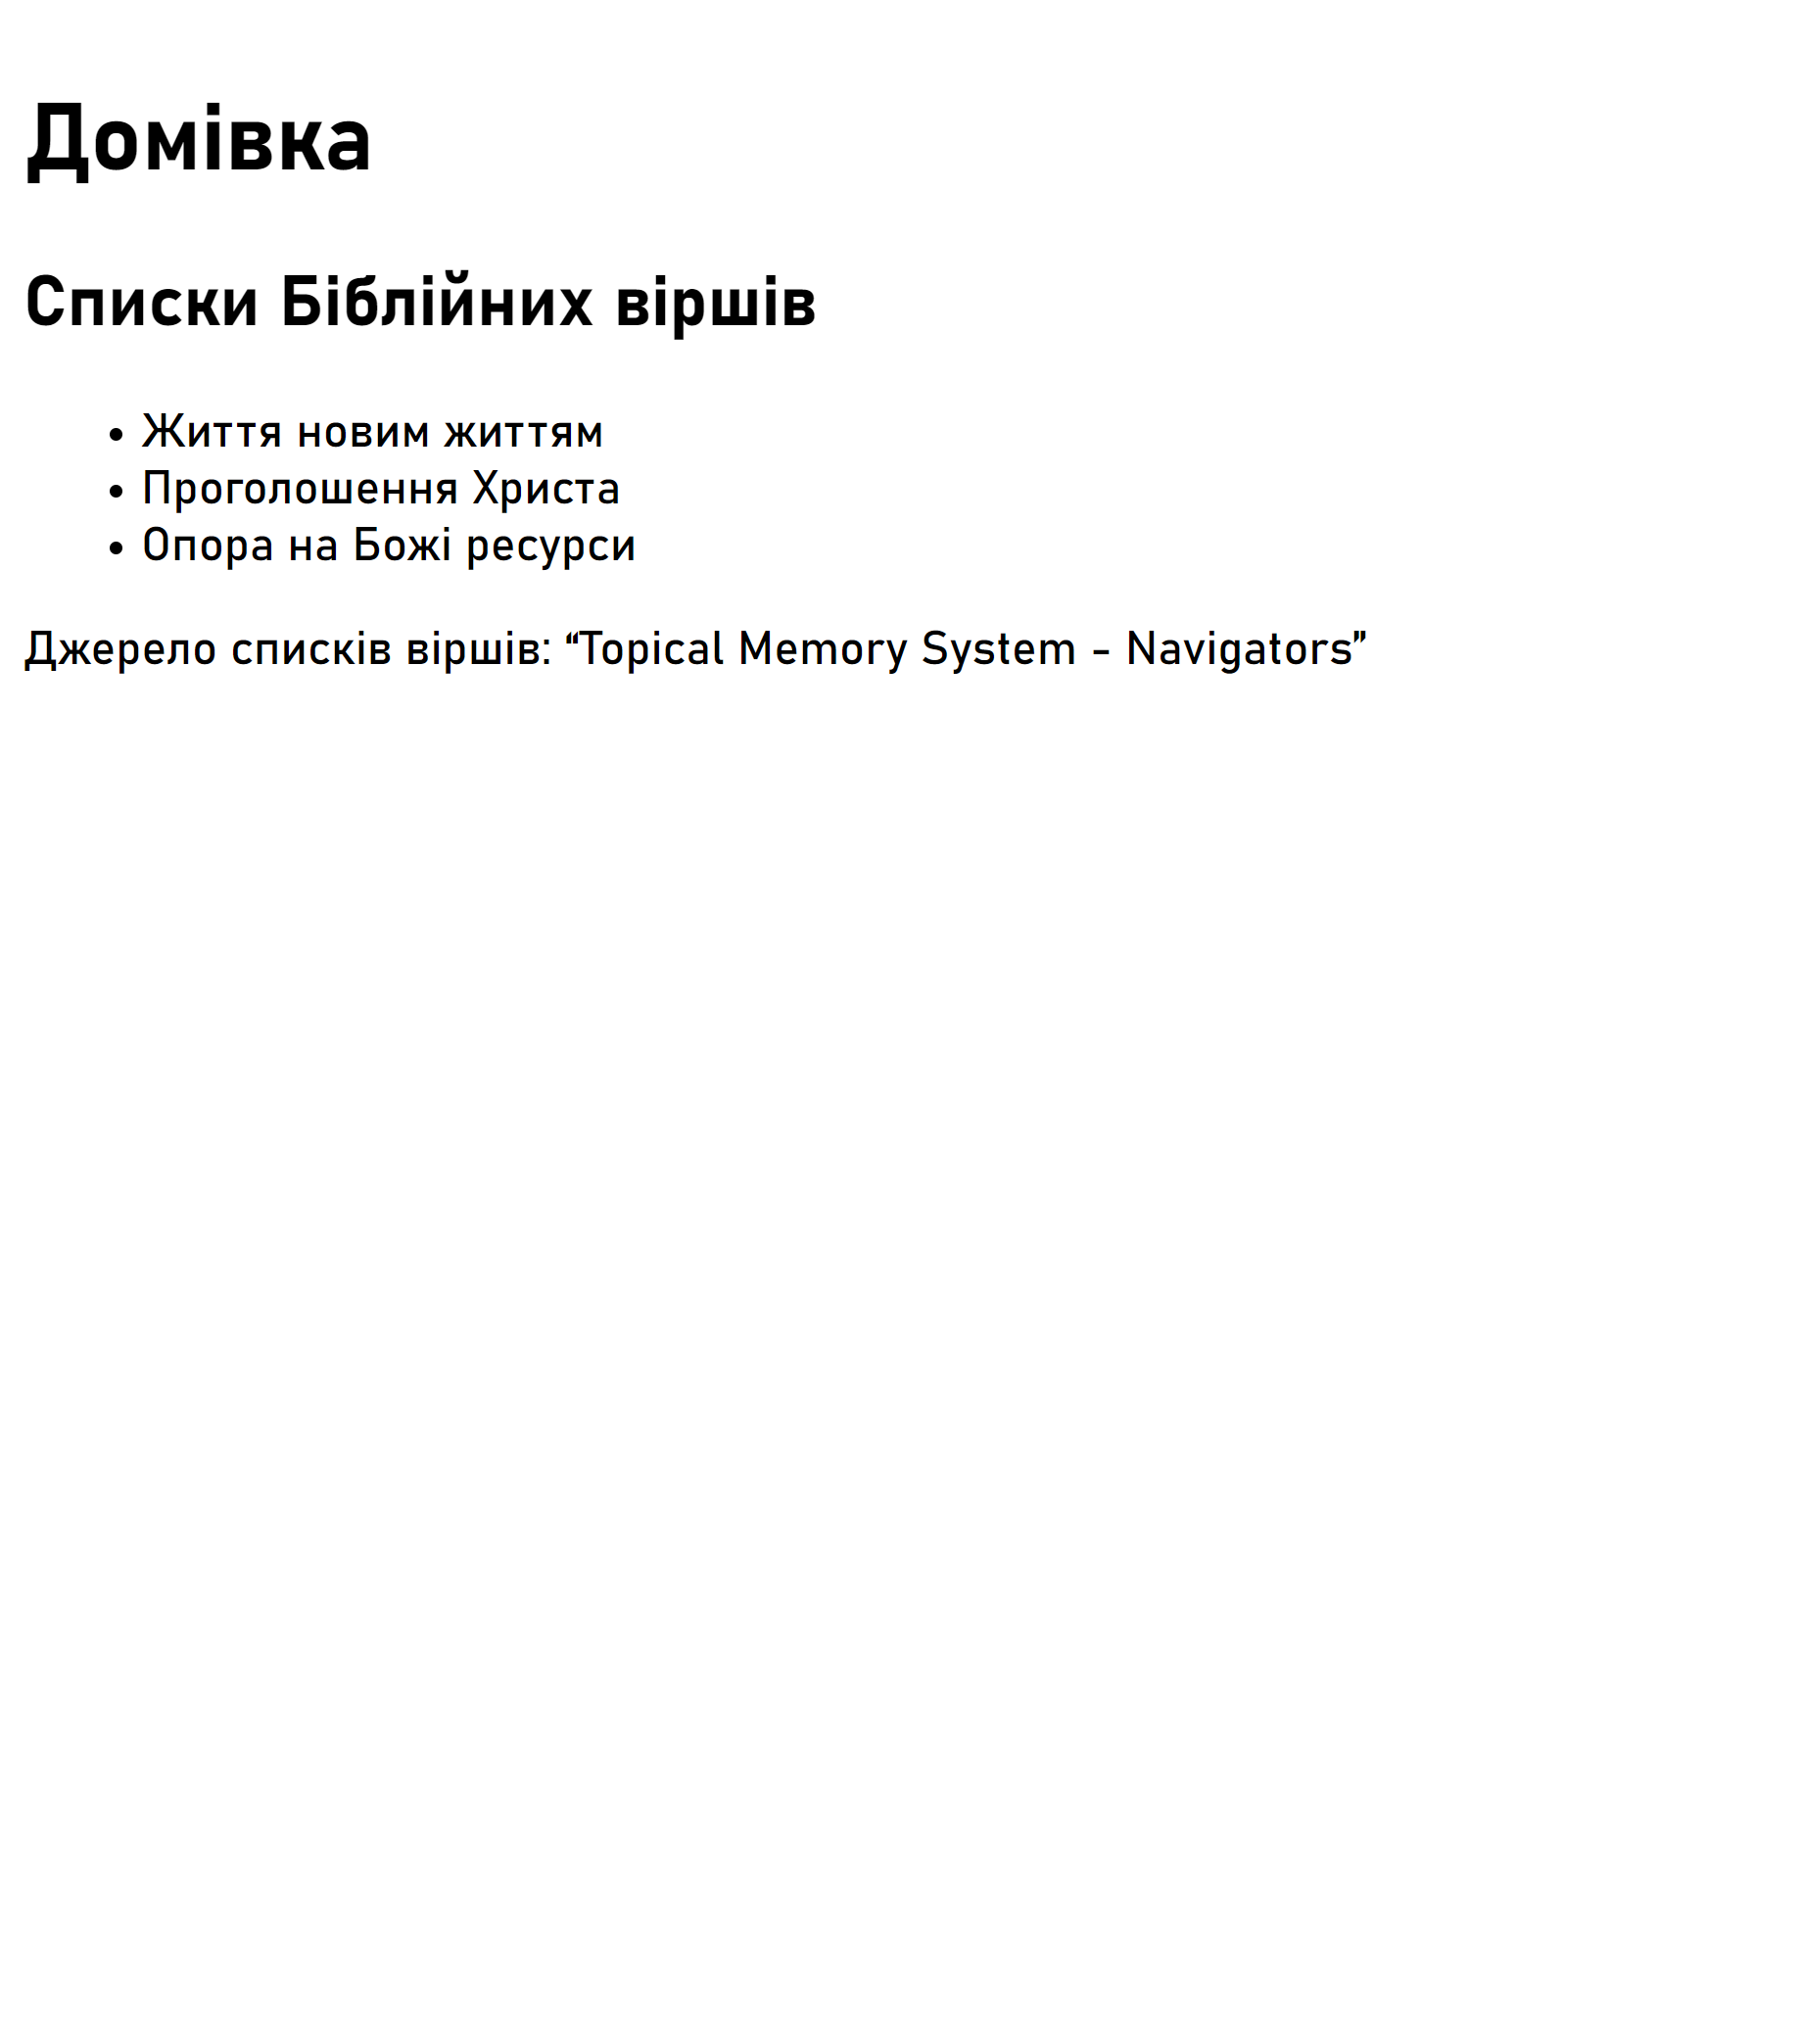 Домівка
Списки Біблійних віршів
• Життя новим життям
• Проголошення Христа
• Опора на Божі ресурси
Джерело списків віршів: “Topical Memory System - Navigators”